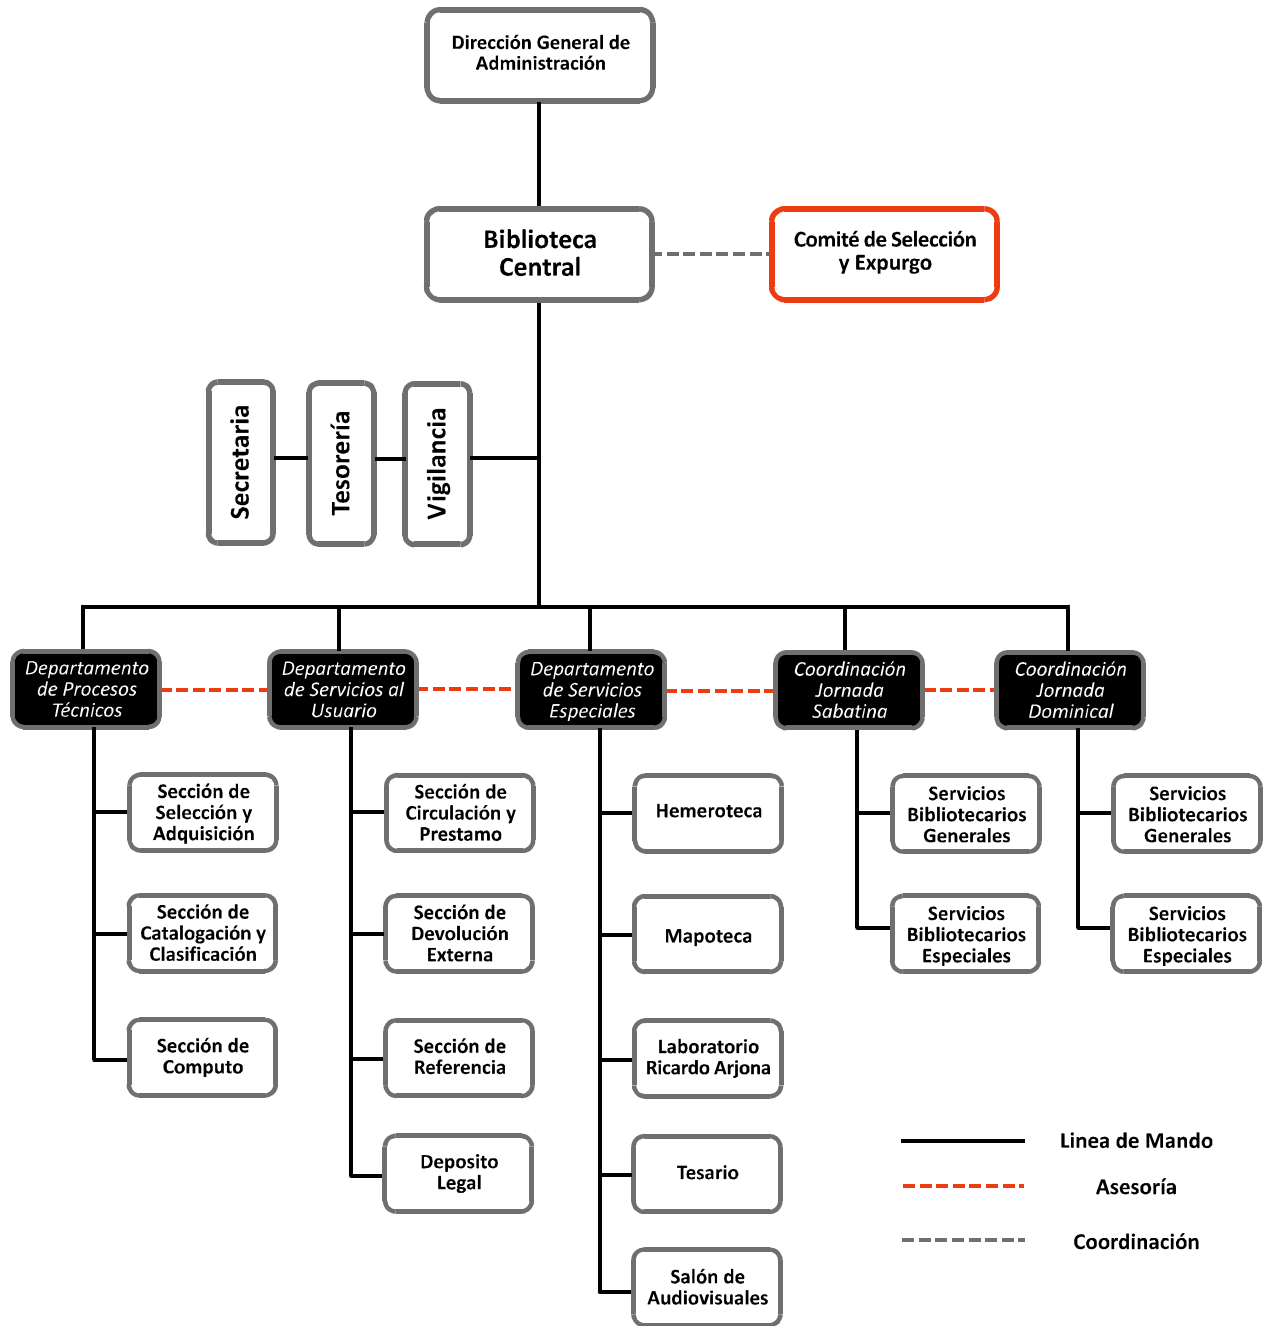 Dirección General de
Administración
Biblioteca
Central
Comité de Selección
y Expurgo
Secretaria
Tesorería
Vigilancia
Departamento
de Procesos
Técnicos
Departamento
de Servicios al
Usuario
Departamento
de Servicios
Especiales
Coordinación
Jornada
Sabatina
Coordinación
Jornada
Dominical
Sección de
Selección y
Adquisición
Sección de
Catalogación y
Clasificación
Sección de
Computo
Sección de
Circulación y
Prestamo
Sección de
Devolución
Externa
Sección de
Referencia
Deposito
Legal
Hemeroteca
Mapoteca
Laboratorio
Ricardo Arjona
Tesario
Salón de
Audiovisuales
Servicios
Bibliotecarios
Generales
Servicios
Bibliotecarios
Especiales
Servicios
Bibliotecarios
Generales
Servicios
Bibliotecarios
Especiales
Linea de Mando
Asesoría
Coordinación